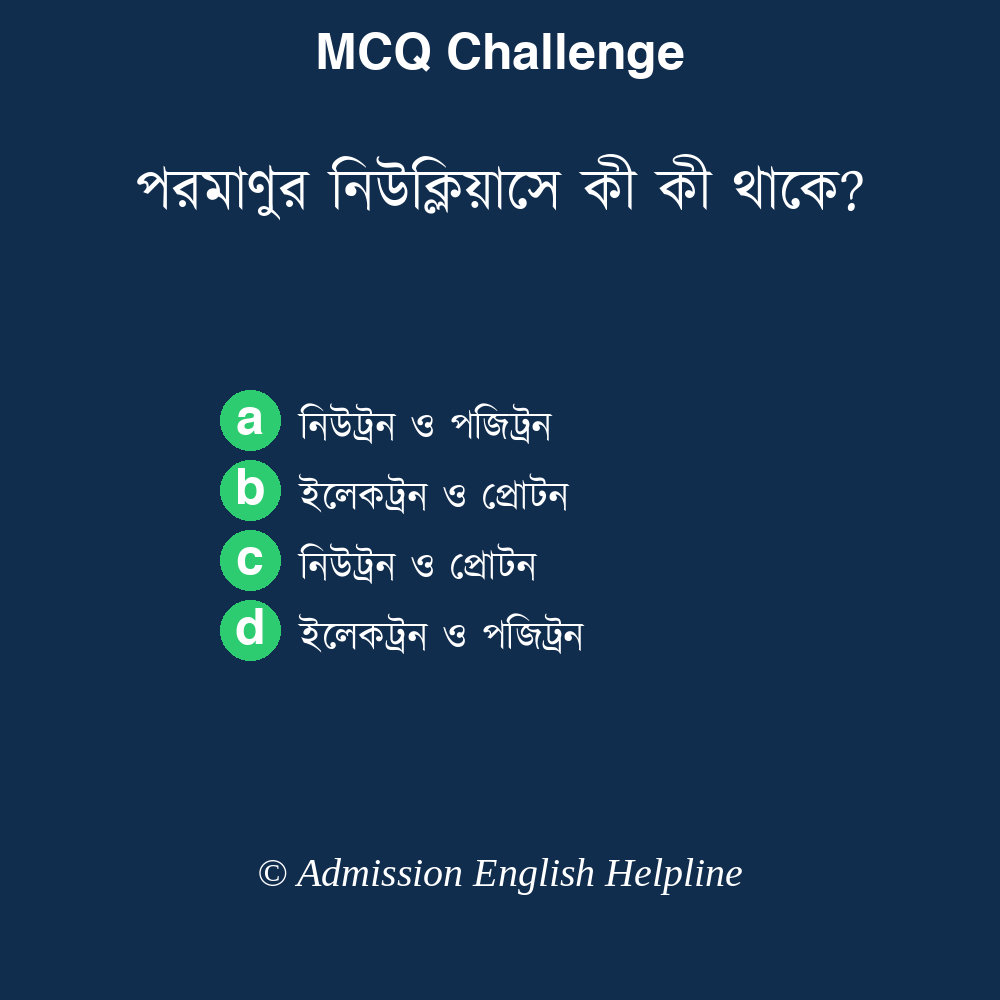 MCQ Challenge
পরমাণুর নিউক্লিয়াসে কী কী থাকে?
a নিউট্রন ও পজিট্রন
b ইলেকট্রন ও প্রোটন
c নিউট্রন ও প্রোটন
d ইলেকট্রন ও পজিট্রন
© Admission English Helpline